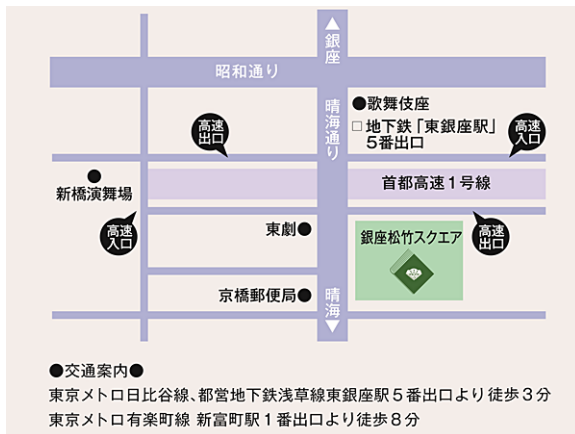 ▲銀座
昭和通り
晴海通り
●歌舞伎座
□ 地下鉄「東銀座駅」
5番出口
高速
出口
高速
入口
新橋演舞場
首都高速1号線
高速
入口
東劇●
銀座松竹スクエア
高速
出口
京橋郵便局●
晴海▼
●交通案内●
東京メトロ日比谷線、都営地下鉄浅草線東銀座駅5番出口より徒歩3分
東京メトロ有楽町線 新富町駅1番出口より徒歩8分